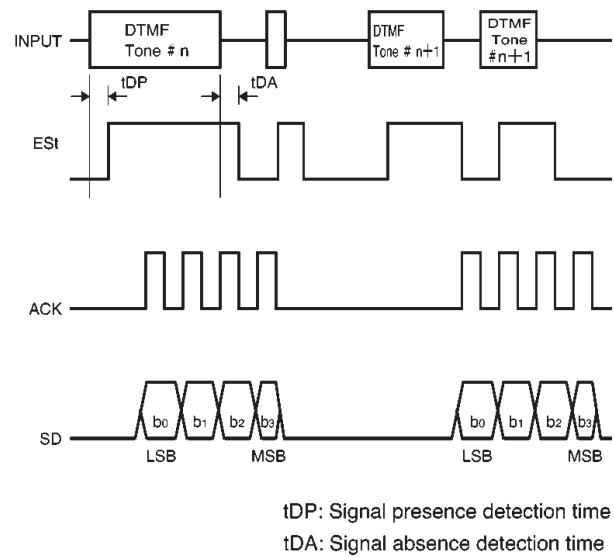 INPUT
DTMF
Tone # n
DTMF
Tone # n+1
DTMF
Tone
#n+1
tDP
tDA
ESt
ACK
SD
b0
b1
b2
b3
b0
b1
b2
b3
LSB
MSB
LSB
MSB
tDP: Signal presence detection time
tDA: Signal absence detection time